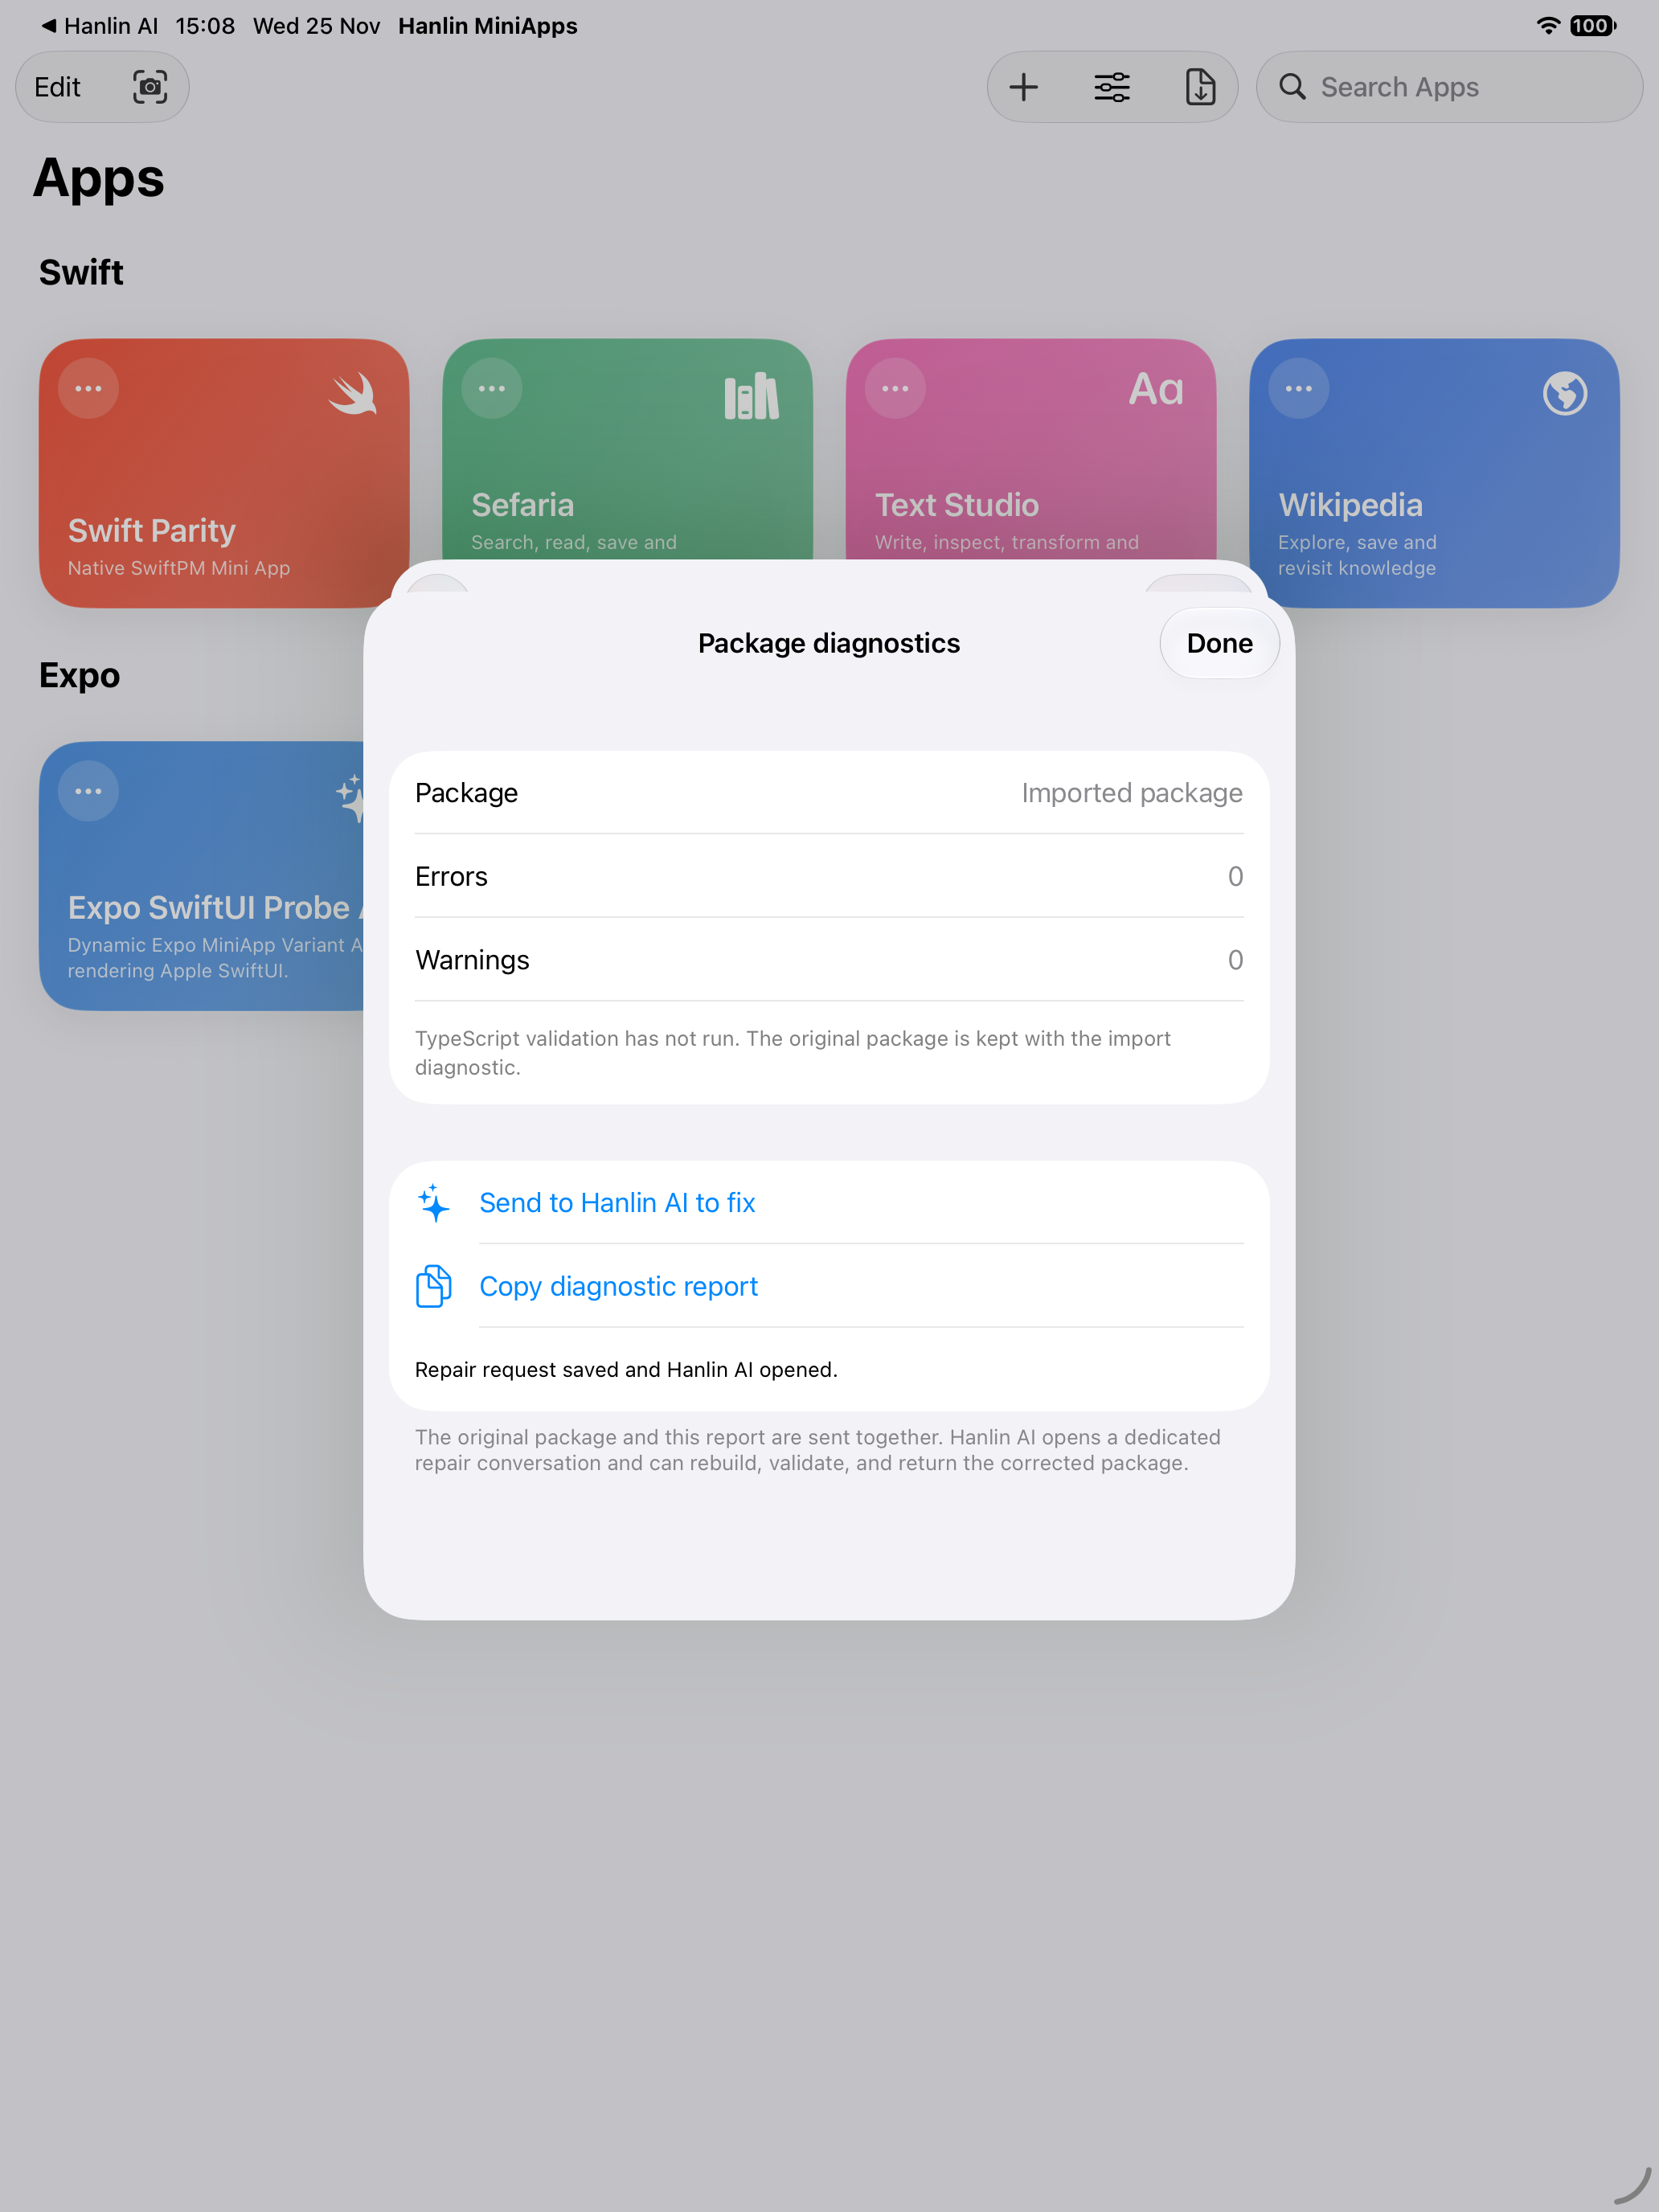 Hanlin AI 15:08 Wed 25 Nov Hanlin MiniApps
100
Edit
Search Apps
Apps
Swift
Swift Parity
Native SwiftPM Mini App
Sefaria
Search, read, save and
Aa
Text Studio
Write, inspect, transform and
Wikipedia
Explore, save and
revisit knowledge
Expo
Expo SwiftUI Probe
Dynamic Expo MiniApp Variant A
rendering Apple SwiftUI.
Package diagnostics
Done
Package Imported package
Errors 0
Warnings 0
TypeScript validation has not run. The original package is kept with the import
diagnostic.
Send to Hanlin AI to fix
Copy diagnostic report
Repair request saved and Hanlin AI opened.
The original package and this report are sent together. Hanlin AI opens a dedicated
repair conversation and can rebuild, validate, and return the corrected package.